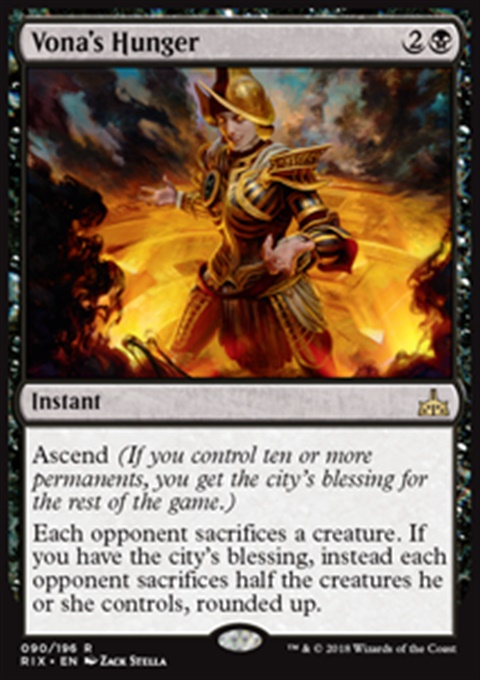 Vona's Hunger 2
Instant
Ascend (If you control ten or more
permanents, you get the city's blessing for
the rest of the game.)
Each opponent sacrifices a creature. If
you have the city's blessing, instead each
opponent sacrifices half the creatures he
or she controls, rounded up.
090/196 R
RIX • EN Zack Stella
™ & © 2018 Wizards of the Coast